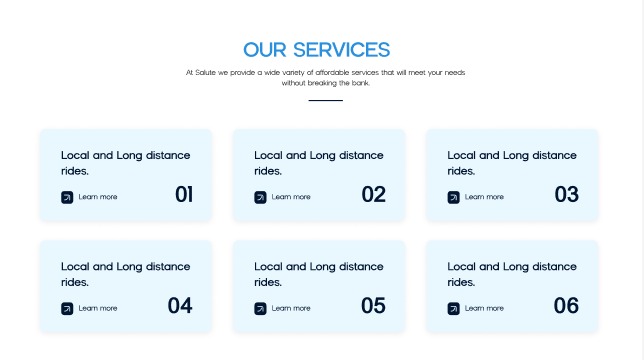 OUR SERVICES
At Salute we provide a wide variety of affordable services that will meet your needs
without breaking the bank.
Local and Long distance
rides.
Learn more
01
Local and Long distance
rides.
Learn more
02
Local and Long distance
rides.
Learn more
03
Local and Long distance
rides.
Learn more
04
Local and Long distance
rides.
Learn more
05
Local and Long distance
rides.
Learn more
06